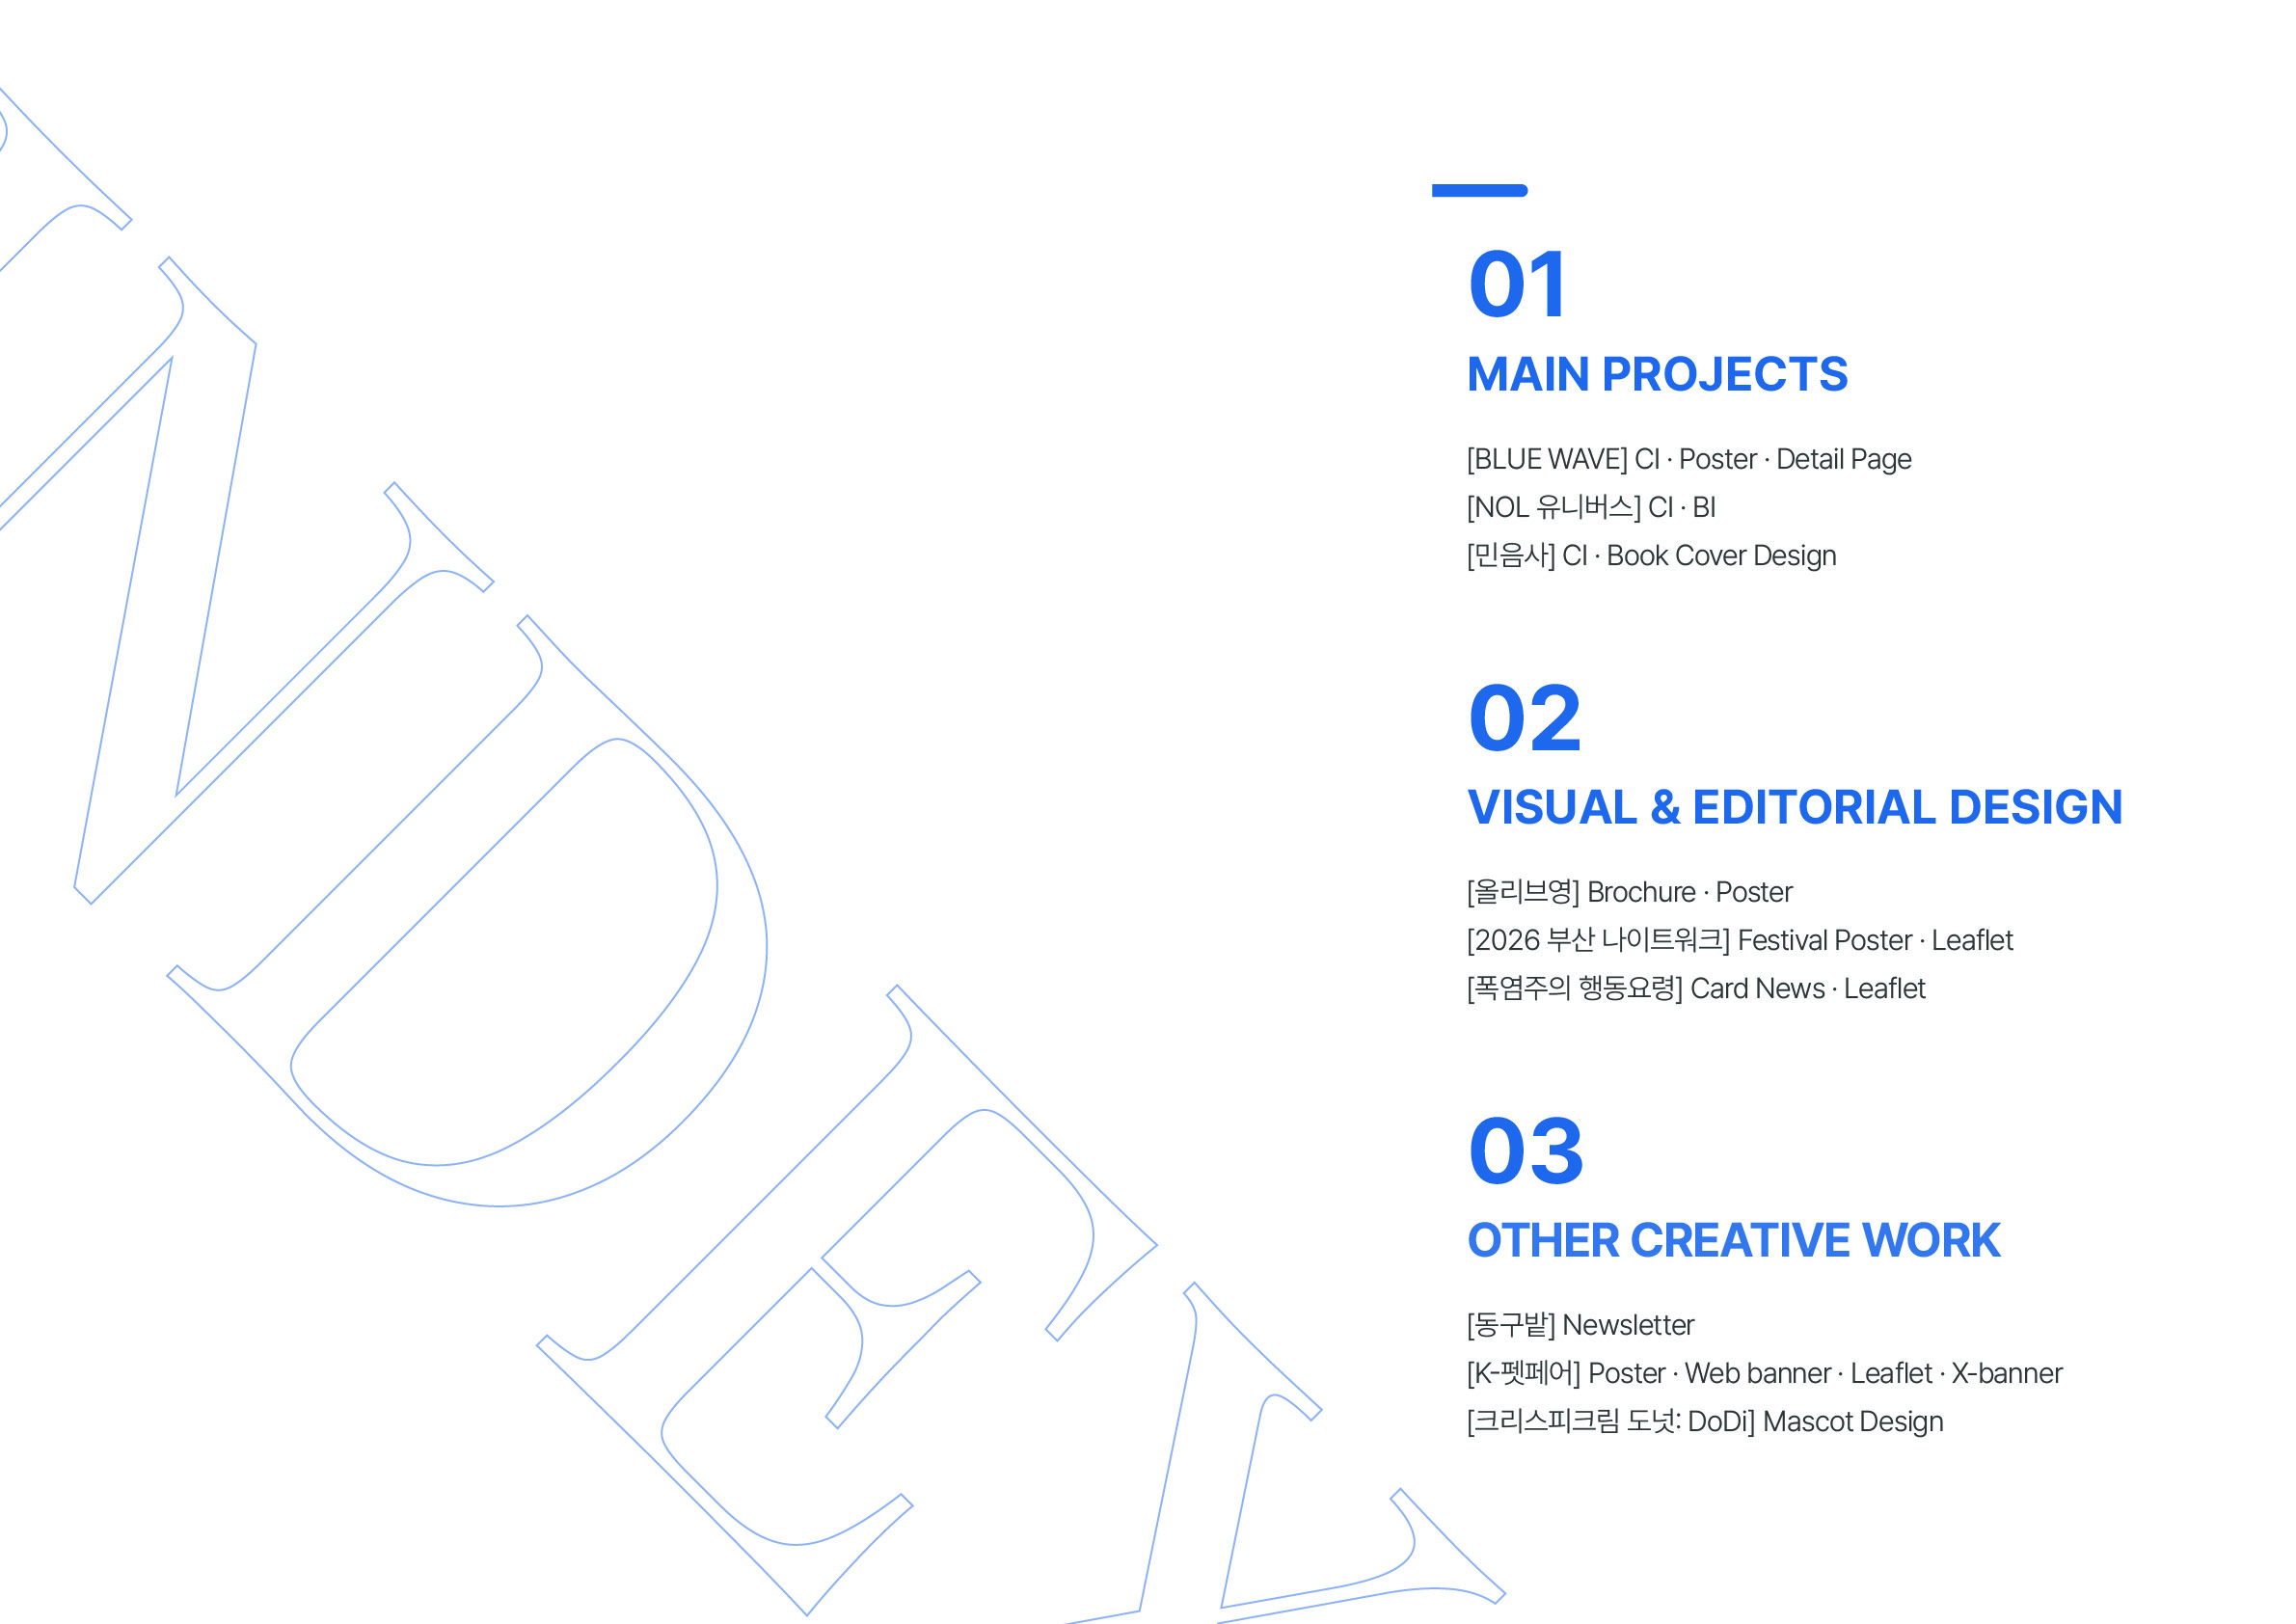 INDEX
01
MAIN PROJECTS
[BLUE WAVE] CI · Poster · Detail Page
[NOL 유니버스] CI · BI
[민음사] CI · Book Cover Design
02
VISUAL & EDITORIAL DESIGN
[올리브영] Brochure · Poster
[2026 부산 나이트워크] Festival Poster · Leaflet
[폭염주의 행동요령] Card News · Leaflet
03
OTHER CREATIVE WORK
[동구밭] Newsletter
[K-펫페어] Poster · Web banner · Leaflet · X-banner
[크리스피크림 도넛: DoDi] Mascot Design